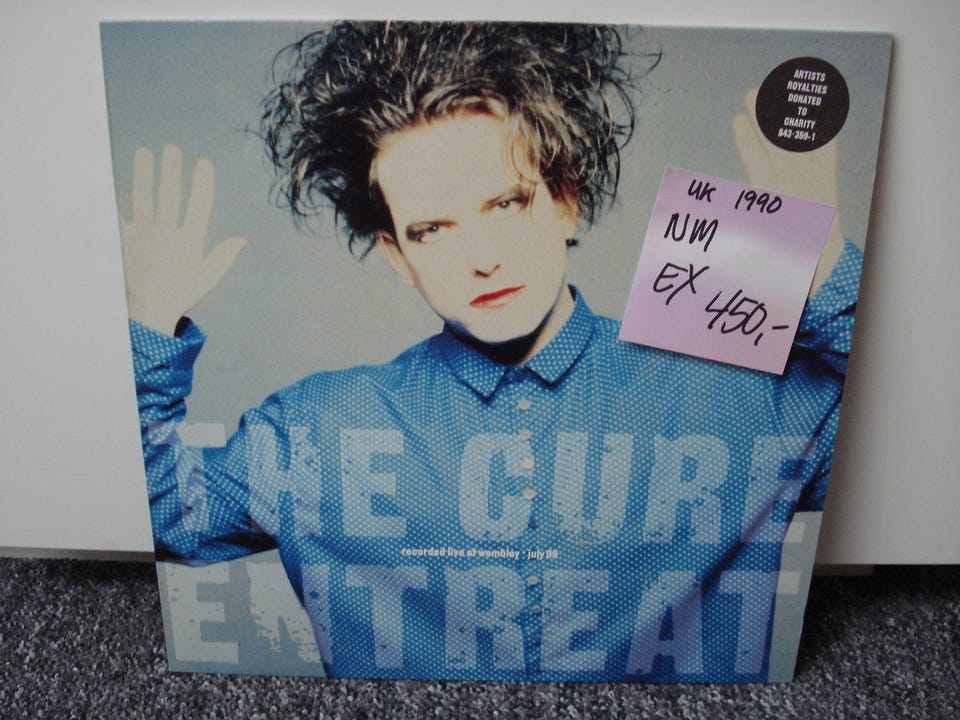 ARTISTS
ROYALTIES
DONATED
TO
CHARITY
843·359-1
UK 1990
NM
EX 450,-
THE CURE
recorded live at wembley · july 89
ENTREAT